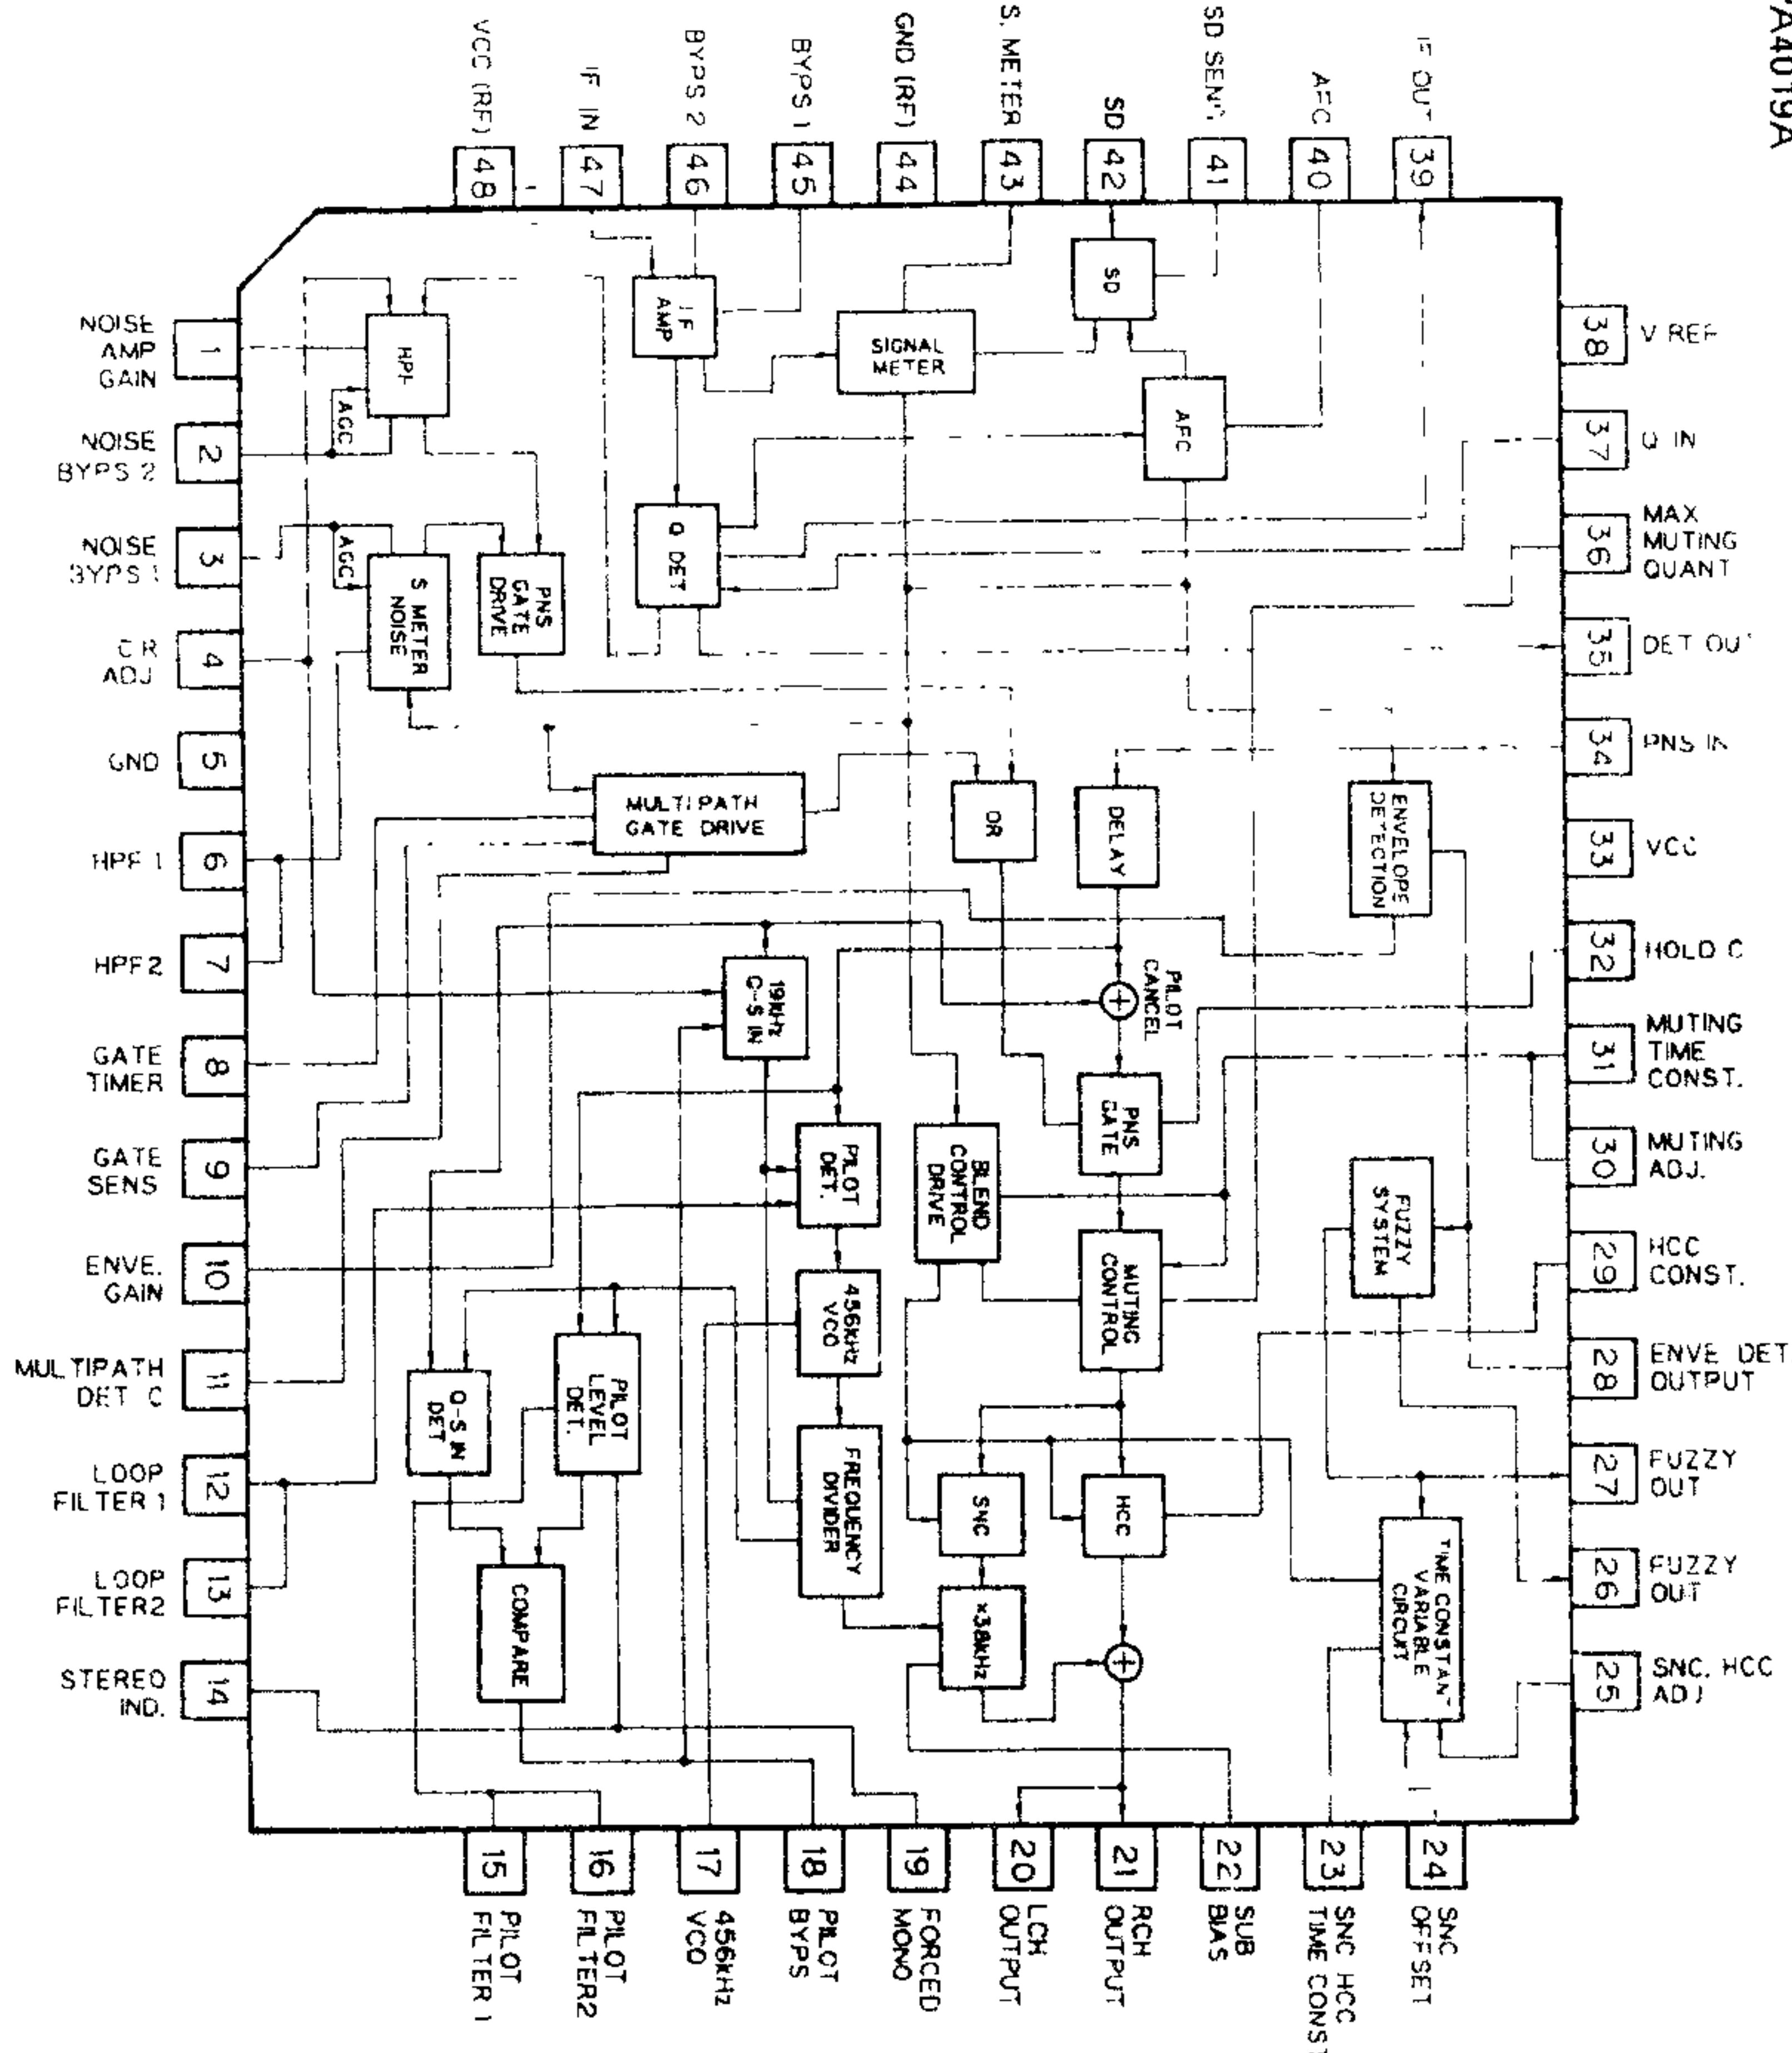 VCC (RF)
IF IN
BYPS 2
BYPS 1
GND (RF)
S. METER
SD
SD SENS
AFC
IF OUT
48
47
46
45
44
43
42
41
40
39
NOISE
AMP
GAIN
1
NOISE
BYPS 2
2
NOISE
BYPS 1
3
ADJ
4
GND
5
HPF 1
6
HPF2
7
GATE
TIMER
8
GATE
SENS
9
ENVE.
GAIN
10
MULTIPATH
DET C
11
LOOP
FILTER 1
12
LOOP
FILTER2
13
STEREO
IND.
14
38
V REF
37
Q IN
36
MAX
MUTING
QUANT
35
DET OUT
34
PNS IN
33
VCC
32
HOLD C
31
MUTING
TIME
CONST.
30
MUTING
ADJ.
29
HCC
CONST.
28
ENVE DET
OUTPUT
27
FUZZY
OUT
26
FUZZY
OUT
25
SNC. HCC
ADJ
HPF
AGC
AGC
S METER
NOISE
PNS
GATE
DRIVE
IF
AMP
Q DET
SIGNAL
METER
SD
AFC
MULTIPATH
GATE DRIVE
OR
DELAY
ENVELOPE
DETECTION
19kHz
Q-S IN
PILOT
CANCEL
PNS
GATE
PILOT
DET.
BLEND
CONTROL
DRIVE
MUTING
CONTROL
FUZZY
SYSTEM
456kHz
VCO
PILOT
LEVEL
DET.
Q-S IN
DET
FREQUENCY
DIVIDER
SNC
HCC
×38kHz
COMPARE
TIME CONSTANT
VARIABLE
CIRCUIT
15
16
17
18
19
20
21
22
23
24
PILOT
FILTER 1
PILOT
FILTER2
456kHz
VCO
PILOT
BYPS
FORCED
MONO
LCH
OUTPUT
RCH
OUTPUT
SUB
BIAS
SNC HCC
TIME CONST
SNC
OFFSET